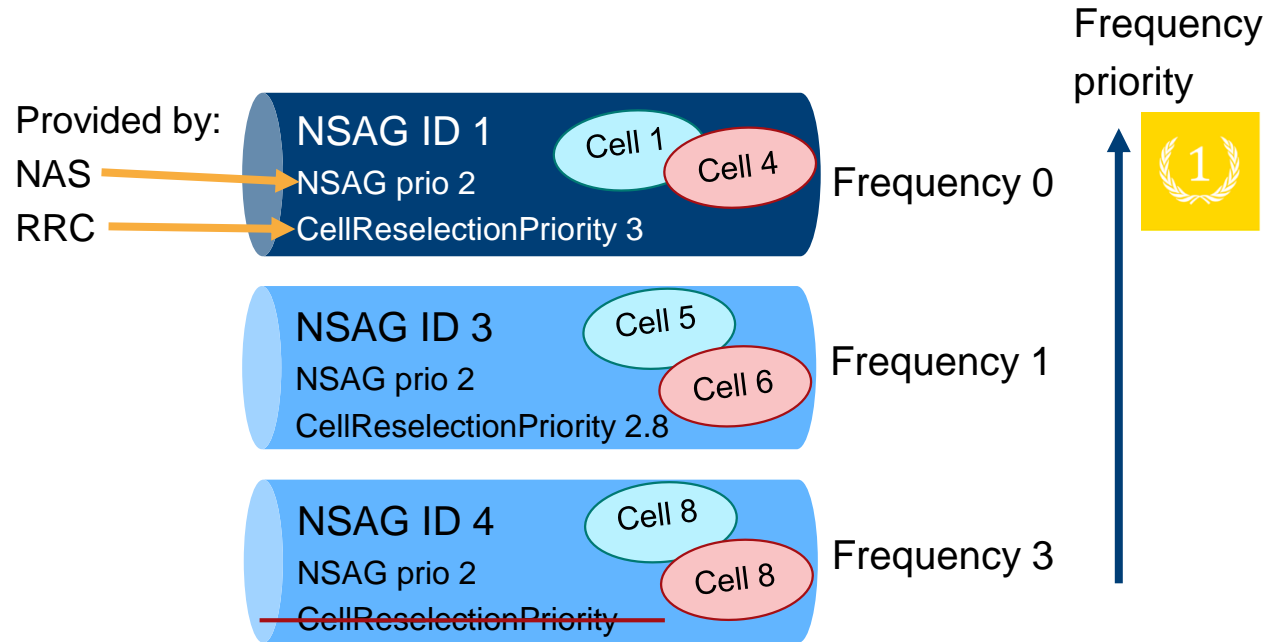 Frequency
priority
1
Provided by:
NAS
RRC
NSAG ID 1
NSAG prio 2
CellReselectionPriority 3
Cell 1
Cell 4
Frequency 0
NSAG ID 3
NSAG prio 2
CellReselectionPriority 2.8
Cell 5
Cell 6
Frequency 1
NSAG ID 4
NSAG prio 2
CellReselectionPriority
Cell 8
Cell 8
Frequency 3